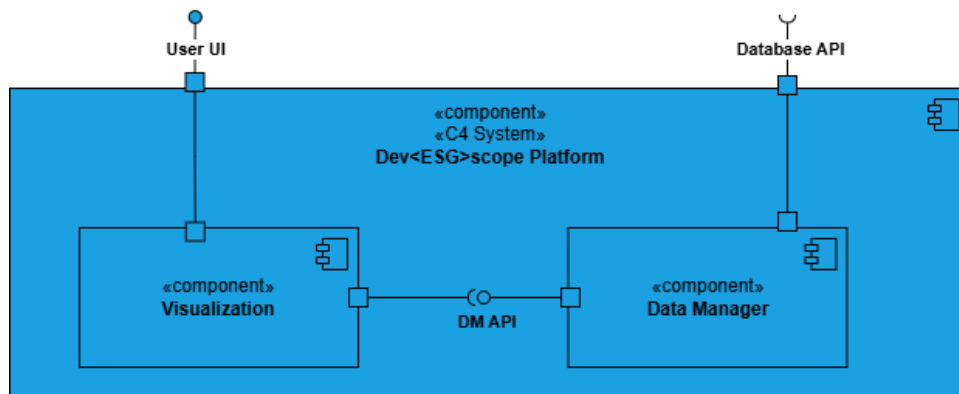 User UI
Database API
«component»
«C4 System»
Dev<ESG>scope Platform
«component»
Visualization
DM API
«component»
Data Manager